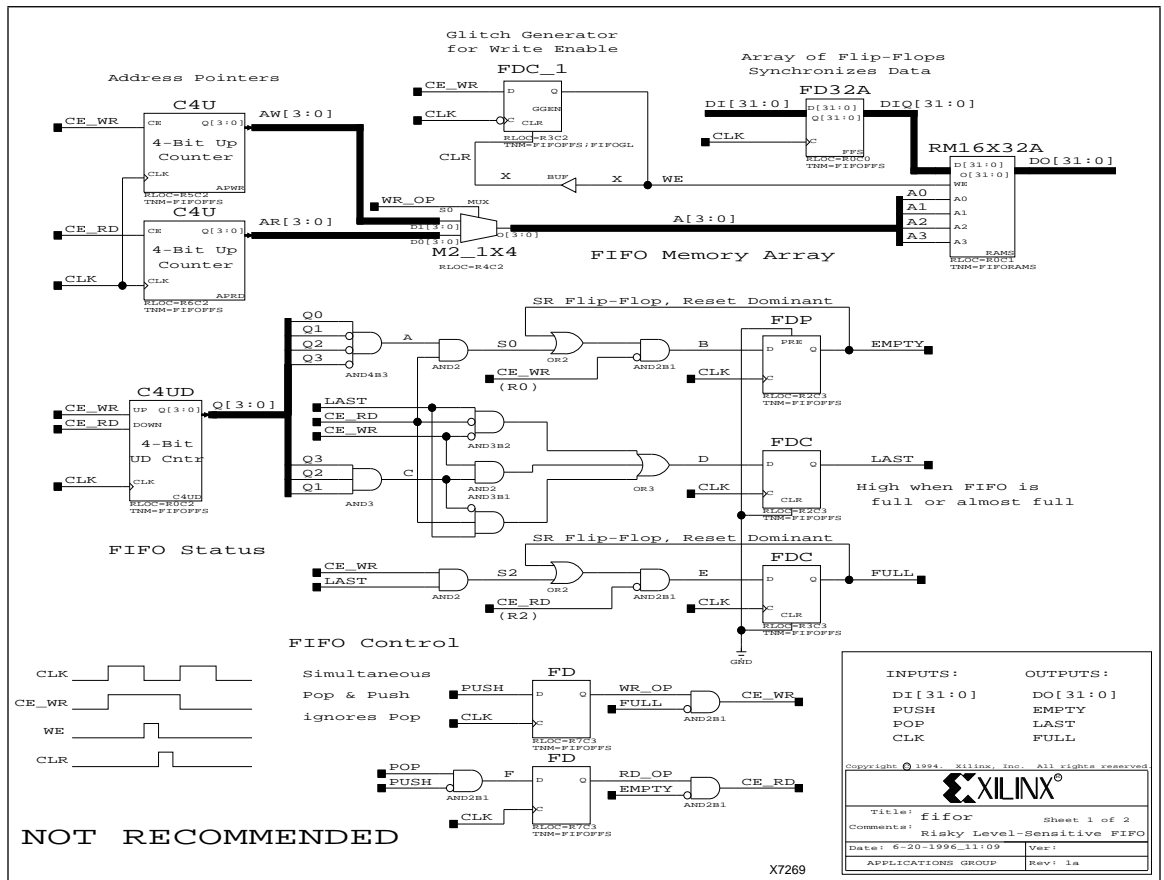 Glitch Generator
for Write Enable
FDC_1
CE_WR
D
Q
GGEN
CLK
C
CLR
RLOC=R3C2
TNM=FIFOFFS;FIFOGL
CLR
X
BUF
X
WE
Array of Flip-Flops
Synchronizes Data
FD32A
DI[31:0]
D[31:0]
Q[31:0]
DIQ[31:0]
CLK
C
FFS
RLOC=R0C0
TNM=FIFOFFS
RM16X32A
D[31:0]
O[31:0]
DO[31:0]
WE
A0
A0
A1
A1
A2
A2
A3
A3
RAMS
RLOC=R0C1
TNM=FIFORAMS
Address Pointers
C4U
CE_WR
CE
Q[3:0]
AW[3:0]
4-Bit Up
Counter
CLK
APWR
RLOC=R5C2
TNM=FIFOFFS
C4U
CE_RD
CE
Q[3:0]
AR[3:0]
4-Bit Up
Counter
CLK
CLK
APRD
RLOC=R6C2
TNM=FIFOFFS
WR_OP
S0
MUX
D1[3:0]
D0[3:0]
O[3:0]
M2_1X4
RLOC=R4C2
A[3:0]
FIFO Memory Array
Q0
Q1
Q2
Q3
AND4B3
A
AND2
S0
SR Flip-Flop, Reset Dominant
OR2
CE_WR
(R0)
AND2B1
B
FDP
PRE
D
Q
EMPTY
CLK
C
RLOC=R2C3
TNM=FIFOFFS
C4UD
CE_WR
UP
Q[3:0]
Q[3:0]
CE_RD
DOWN
4-Bit
UD Cntr
CLK
CLK
C4UD
RLOC=R0C2
TNM=FIFOFFS
LAST
CE_RD
CE_WR
AND3B2
Q3
Q2
Q1
AND3
C
AND2
AND3B1
OR3
D
FDC
D
Q
LAST
CLK
C
CLR
RLOC=R2C3
TNM=FIFOFFS
High when FIFO is
full or almost full
FIFO Status
CE_WR
LAST
AND2
S2
SR Flip-Flop, Reset Dominant
OR2
CE_RD
(R2)
AND2B1
E
FDC
D
Q
FULL
CLK
C
CLR
RLOC=R3C3
TNM=FIFOFFS
GND
FIFO Control
Simultaneous
Pop & Push
ignores Pop
CLK
CE_WR
WE
CLR
FD
PUSH
D
Q
WR_OP
FULL
AND2B1
CE_WR
CLK
C
RLOC=R7C3
TNM=FIFOFFS
FD
POP
PUSH
AND2B1
F
D
Q
RD_OP
EMPTY
AND2B1
CE_RD
CLK
C
RLOC=R7C3
TNM=FIFOFFS
NOT RECOMMENDED
X7269
INPUTS: OUTPUTS:
DI[31:0] DO[31:0]
PUSH EMPTY
POP LAST
CLK FULL
Copyright © 1994. Xilinx, Inc. All rights reserved.
XILINX®
Title: fifor Sheet 1 of 2
Comments: Risky Level-Sensitive FIFO
Date: 6-20-1996_11:09 Ver:
APPLICATIONS GROUP Rev: 1a